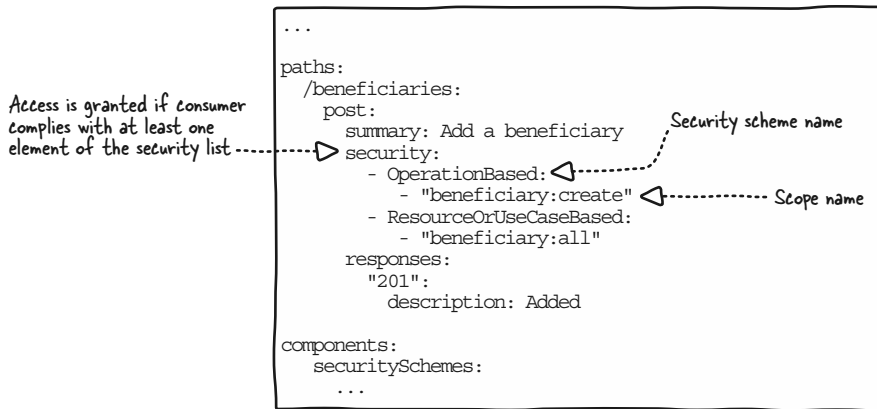 ...
paths:
/beneficiaries:
post:
summary: Add a beneficiary
security:
- OperationBased:
- "beneficiary:create"
- ResourceOrUseCaseBased:
- "beneficiary:all"
responses:
"201":
description: Added
components:
securitySchemes:
...
Access is granted if consumer
complies with at least one
element of the security list
Security scheme name
Scope name